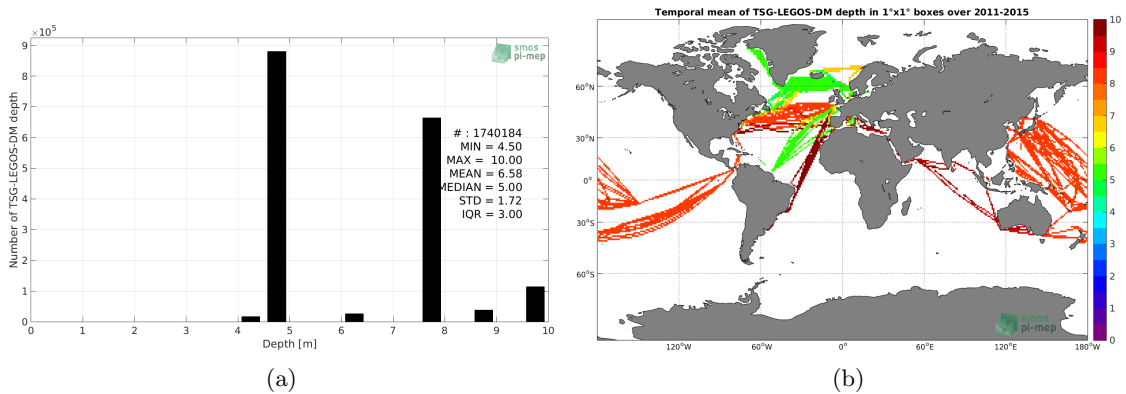 ×10⁵
9
8
7
6
5
4
3
2
1
0
Number of TSG-LEGOS-DM depth
smos
pi-mep
# : 1740184
MIN = 4.50
MAX = 10.00
MEAN = 6.58
MEDIAN = 5.00
STD = 1.72
IQR = 3.00
0 1 2 3 4 5 6 7 8 9 10
Depth [m]
(a)
Temporal mean of TSG-LEGOS-DM depth in 1°x1° boxes over 2011-2015
60°N
30°N
0°
30°S
60°S
120°W 60°W 0° 60°E 120°E 180°W
smos
pi-mep
10
9
8
7
6
5
4
3
2
1
0
(b)